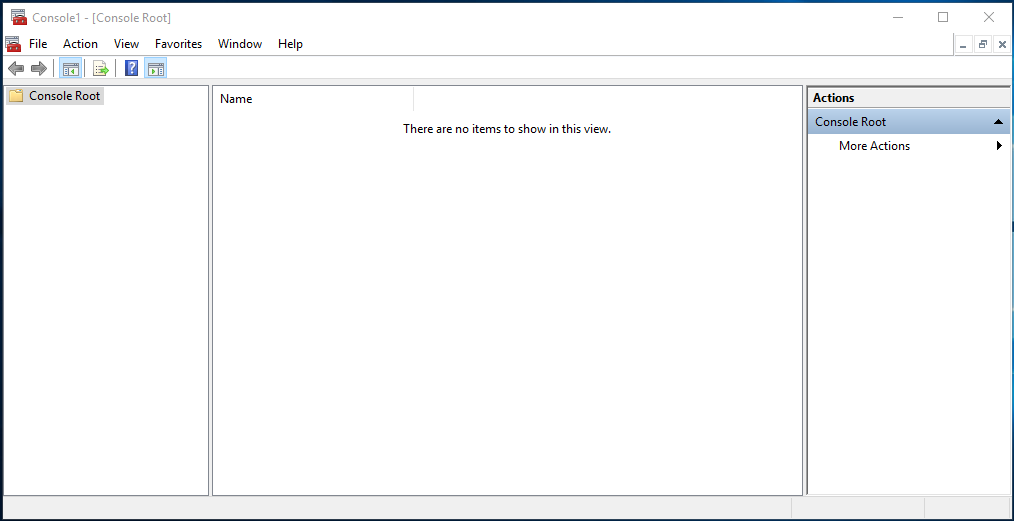 Console1 - [Console Root]
File Action View Favorites Window Help
Console Root
Name
There are no items to show in this view.
Actions
Console Root
More Actions